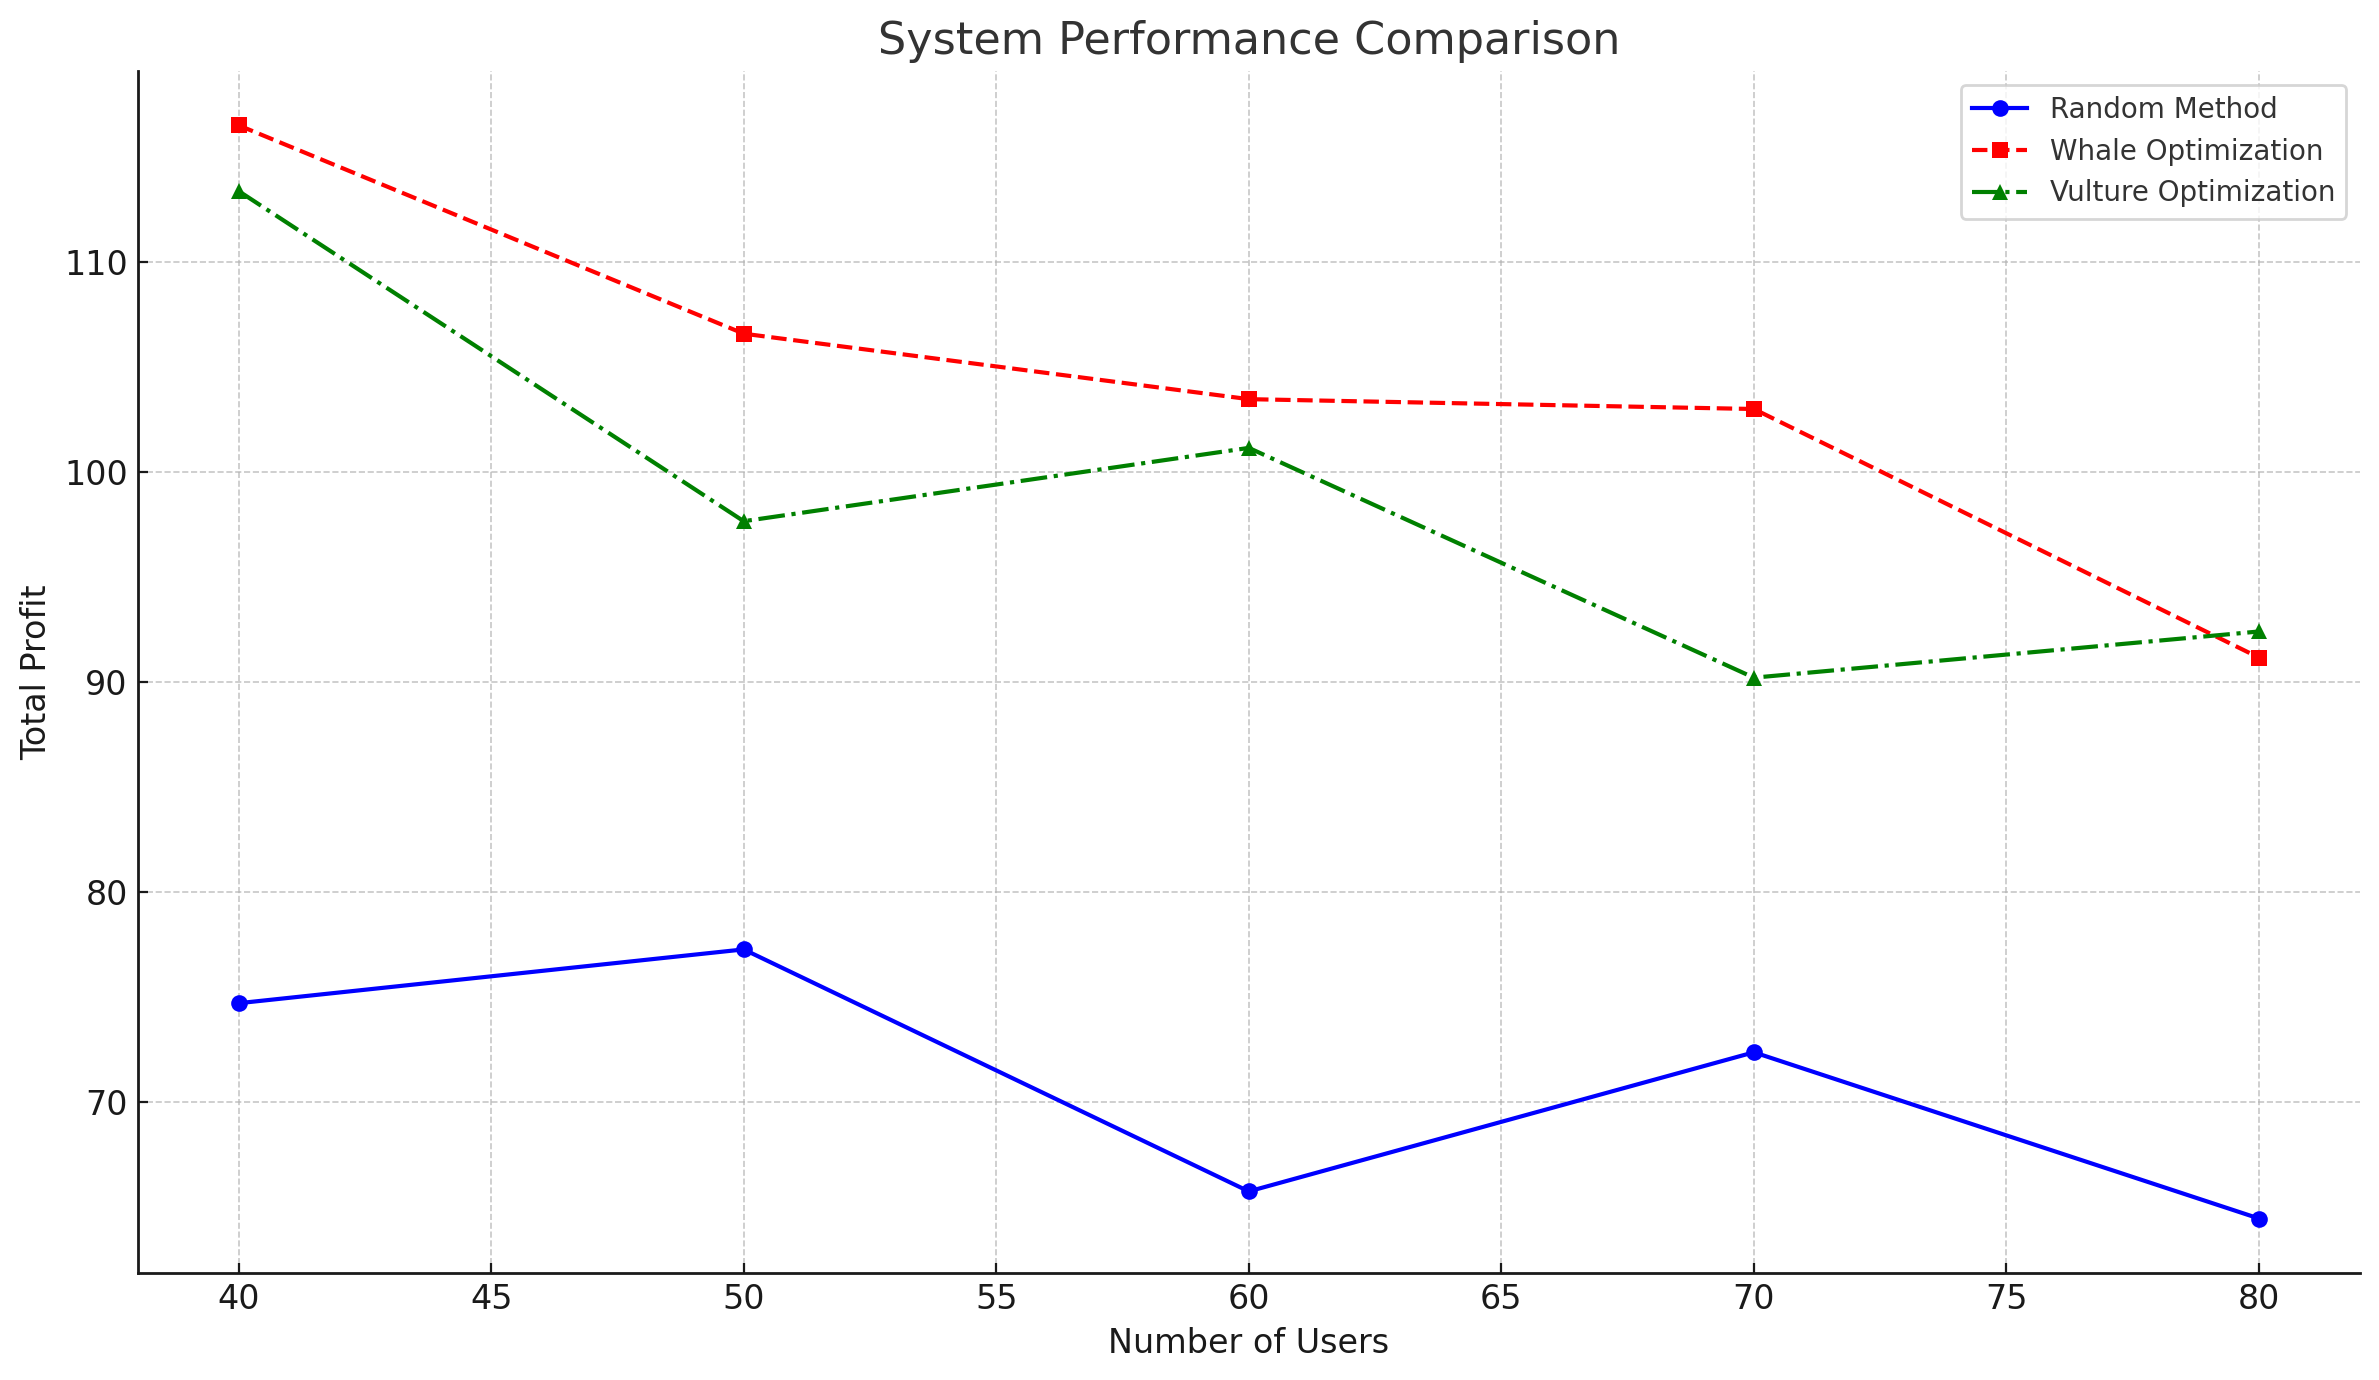 System Performance Comparison
Random Method
Whale Optimization
Vulture Optimization
110
100
90
80
70
Total Profit
40 45 50 55 60 65 70 75 80
Number of Users